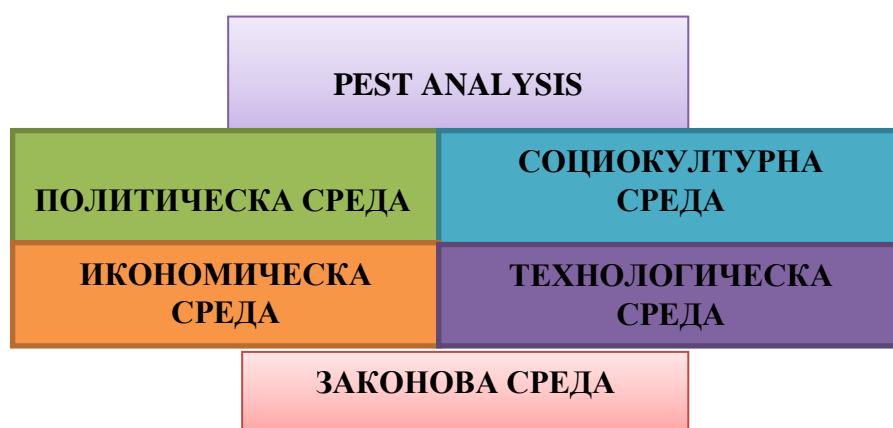 PEST ANALYSIS
ПОЛИТИЧЕСКА СРЕДА
СОЦИОКУЛТУРНА
СРЕДА
ИКОНОМИЧЕСКА
СРЕДА
ТЕХНОЛОГИЧЕСКА
СРЕДА
ЗАКОНОВА СРЕДА